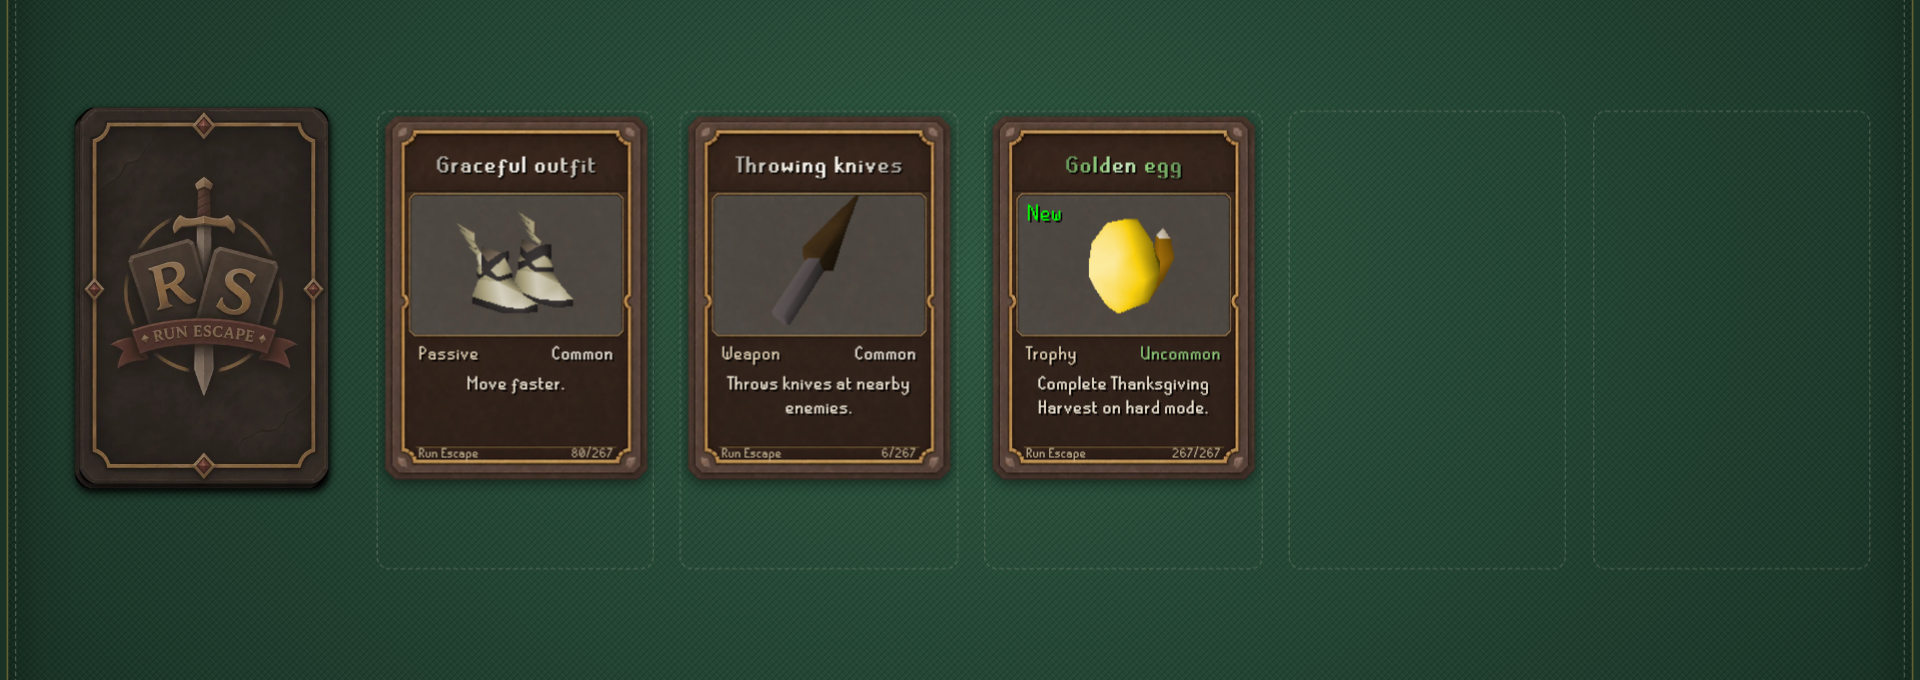 R S
RUN ESCAPE
Graceful outfit
Passive Common
Move faster.
Run Escape 80/267
Throwing knives
Weapon Common
Throws knives at nearby
enemies.
Run Escape 6/267
Golden egg
New
Trophy Uncommon
Complete Thanksgiving
Harvest on hard mode.
Run Escape 267/267